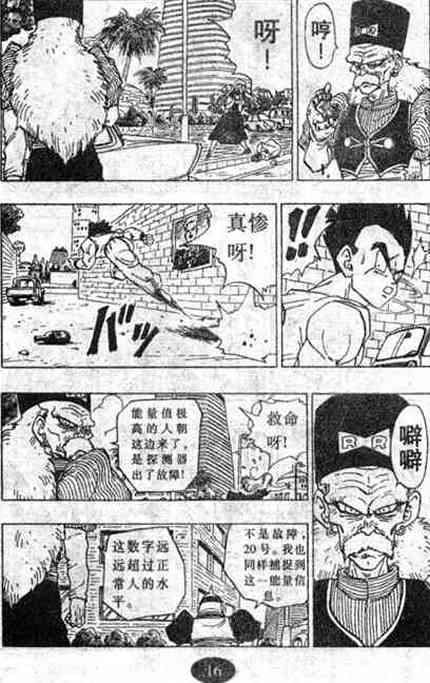 哼!
呀!
!!
真惨
呀!
バッ
噼
噼
RR
救命
呀!
能量值极
高的人朝
这边来了,
是探测器
出了故障!
不是故障,
20号。我也
同样捕捉到
这一能量信
息。
这数字远
远超过正
常人的水
平。
16